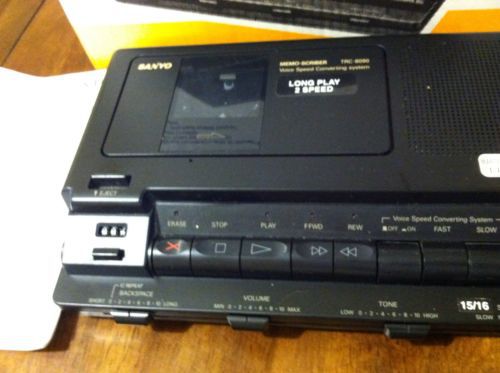 SANYO
MEMO-SCRIBER TRC-8080
Voice Speed Converting system
LONG PLAY
2 SPEED
EJECT
ERASE STOP PLAY FFWD REW
Voice Speed Converting System
OFF ON FAST SLOW
BACKSPACE
SHORT 0 - 2 - 4 - 6 - 8 - 10 LONG
VOLUME
MIN 0 - 2 - 4 - 6 - 8 - 10 MAX
TONE
LOW 0 - 2 - 4 - 6 - 8 - 10 HIGH
15/16
SLOW